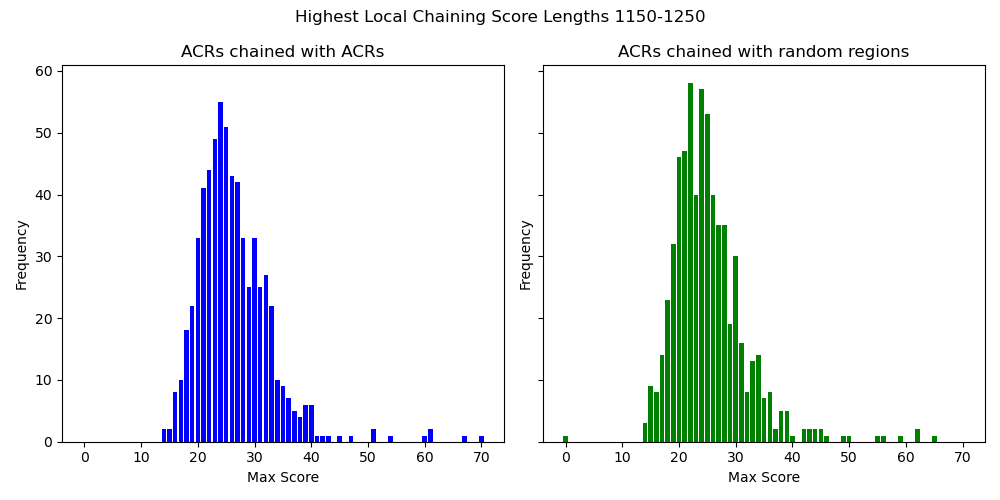 Highest Local Chaining Score Lengths 1150-1250
ACRs chained with ACRs
60
50
40
30
20
10
0
Frequency
0 10 20 30 40 50 60 70
Max Score
ACRs chained with random regions
Frequency
0 10 20 30 40 50 60 70
Max Score